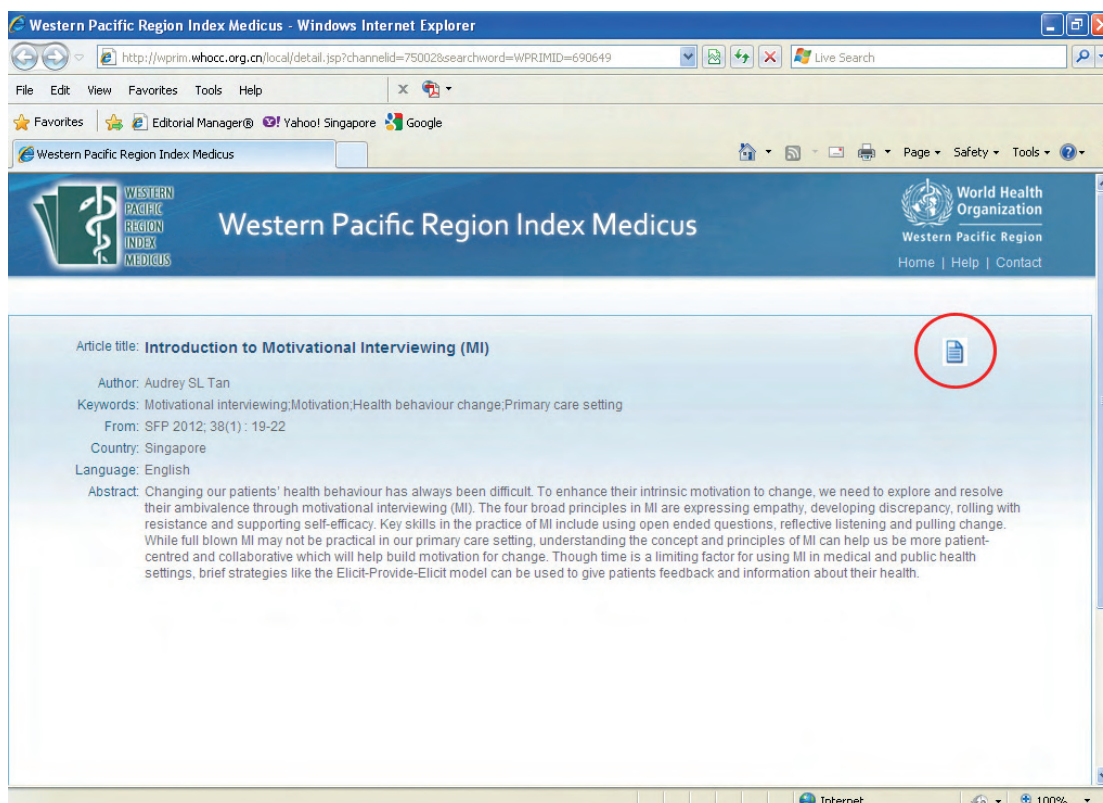 Western Pacific Region Index Medicus - Windows Internet Explorer
http://wprim.whocc.org.cn/local/detail.jsp?channelid=75002&searchword=WPRIMID=690649
Live Search
File Edit View Favorites Tools Help
Favorites Editorial Manager® Yahoo! Singapore Google
Western Pacific Region Index Medicus
Page Safety Tools
WESTERN
PACIFIC
REGION
INDEX
MEDICUS
Western Pacific Region Index Medicus
World Health
Organization
Western Pacific Region
Home | Help | Contact
Article title: Introduction to Motivational Interviewing (MI)
Author: Audrey SL Tan
Keywords: Motivational interviewing;Motivation;Health behaviour change;Primary care setting
From: SFP 2012; 38(1) : 19-22
Country: Singapore
Language: English
Abstract: Changing our patients' health behaviour has always been difficult. To enhance their intrinsic motivation to change, we need to explore and resolve
their ambivalence through motivational interviewing (MI). The four broad principles in MI are expressing empathy, developing discrepancy, rolling with
resistance and supporting self-efficacy. Key skills in the practice of MI include using open ended questions, reflective listening and pulling change.
While full blown MI may not be practical in our primary care setting, understanding the concept and principles of MI can help us be more patient-
centred and collaborative which will help build motivation for change. Though time is a limiting factor for using MI in medical and public health
settings, brief strategies like the Elicit-Provide-Elicit model can be used to give patients feedback and information about their health.
Internet 100%